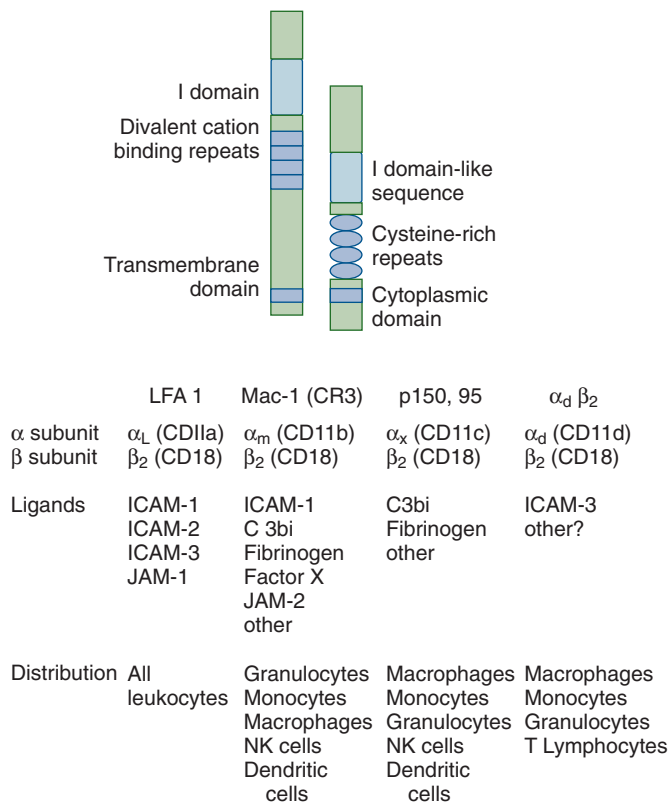 I domain
Divalent cation
binding repeats
I domain-like
sequence
Cysteine-rich
repeats
Transmembrane
domain
Cytoplasmic
domain
LFA 1 Mac-1 (CR3) p150, 95 αd β2
α subunit αL (CDIIa) αm (CD11b) αx (CD11c) αd (CD11d)
β subunit β2 (CD18) β2 (CD18) β2 (CD18) β2 (CD18)
Ligands ICAM-1 ICAM-1 C3bi ICAM-3
ICAM-2 C 3bi Fibrinogen other?
ICAM-3 Fibrinogen other
JAM-1 Factor X
JAM-2
other
Distribution All Granulocytes Macrophages Macrophages
leukocytes Monocytes Monocytes Monocytes
Macrophages Granulocytes Granulocytes
NK cells NK cells T Lymphocytes
Dendritic Dendritic
cells cells